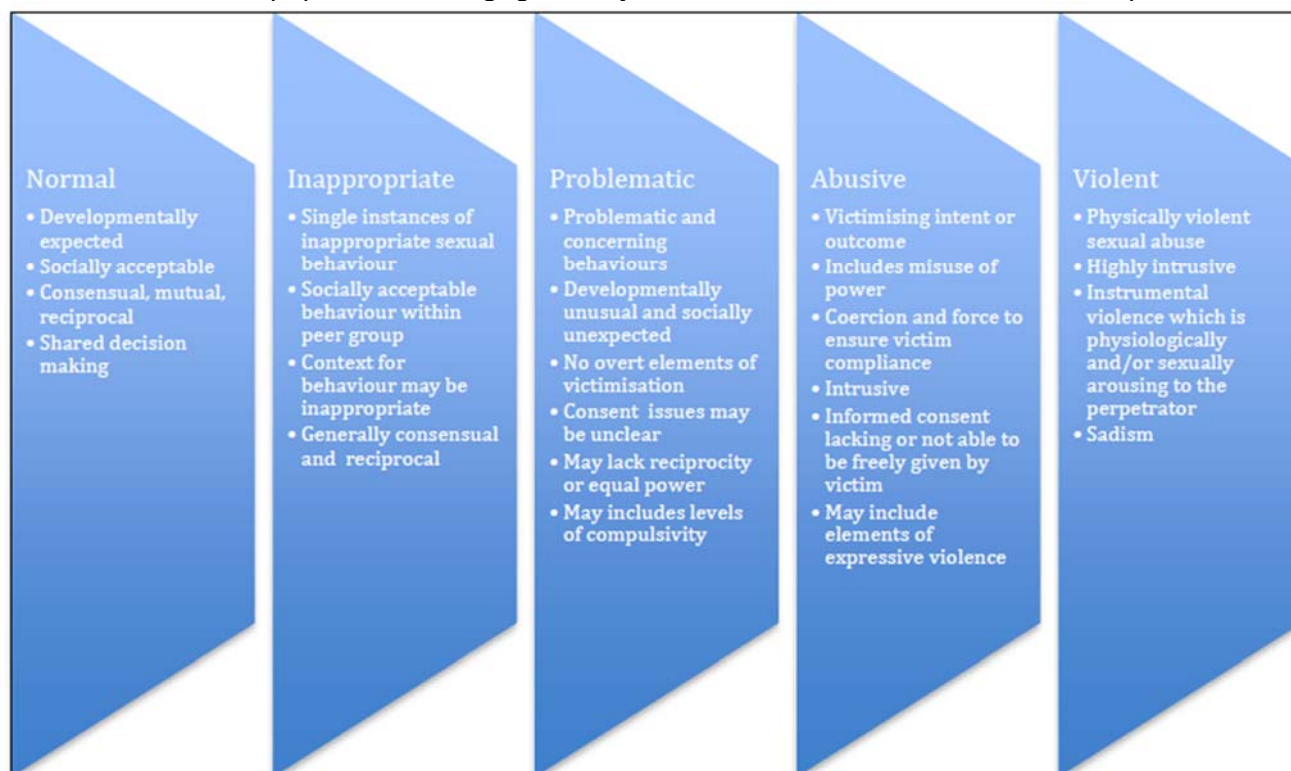 Normal
• Developmentally
expected
• Socially acceptable
• Consensual, mutual,
reciprocal
• Shared decision
making
Inappropriate
• Single instances of
inappropriate sexual
behaviour
• Socially acceptable
behaviour within
peer group
• Context for
behaviour may be
inappropriate
• Generally consensual
and reciprocal
Problematic
• Problematic and
concerning
behaviours
• Developmentally
unusual and socially
unexpected
• No overt elements of
victimisation
• Consent issues may
be unclear
• May lack reciprocity
or equal power
• May includes levels
of compulsivity
Abusive
• Victimising intent or
outcome
• Includes misuse of
power
• Coercion and force to
ensure victim
compliance
• Intrusive
• Informed consent
lacking or not able to
be freely given by
victim
• May include
elements of
expressive violence
Violent
• Physically violent
sexual abuse
• Highly intrusive
• Instrumental
violence which is
physiologically
and/or sexually
arousing to the
perpetrator
• Sadism